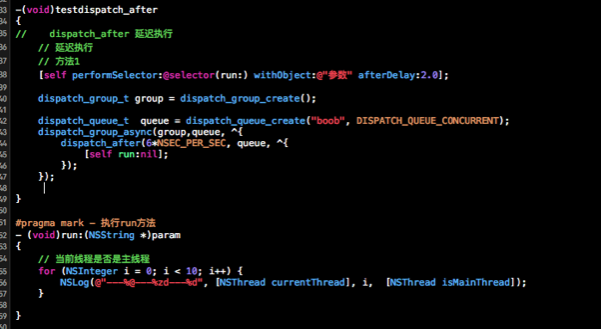 33 -(void)testdispatch_after
34 {
35 //    dispatch_after 延迟执行
36     // 延迟执行
37     // 方法1
38     [self performSelector:@selector(run:) withObject:@"参数" afterDelay:2.0];
39
40     dispatch_group_t group = dispatch_group_create();
41
42     dispatch_queue_t  queue = dispatch_queue_create("boob", DISPATCH_QUEUE_CONCURRENT);
43     dispatch_group_async(group,queue, ^{
44         dispatch_after(6*NSEC_PER_SEC, queue, ^{
45             [self run:nil];
46         });
47     });
48
49 }
50
51 #pragma mark - 执行run方法
52 - (void)run:(NSString *)param
53 {
54     // 当前线程是否是主线程
55     for (NSInteger i = 0; i < 10; i++) {
56         NSLog(@"---%@---%zd---%d", [NSThread currentThread], i,  [NSThread isMainThread]);
57     }
58
59 }